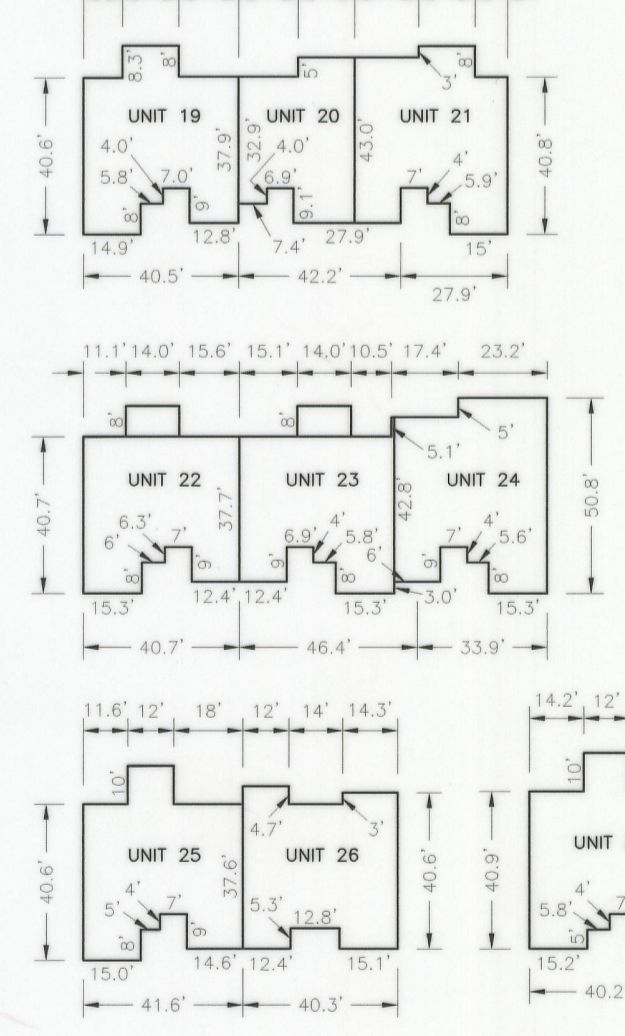 8.3' 8' 5' 3' 8'
UNIT 19 UNIT 20 UNIT 21
40.6' 37.9' 32.9' 43.0' 40.8'
4.0' 4.0'
5.8' 7.0' 6.9' 7' 4' 5.9'
8' 9' 9.1' 8'
14.9' 12.8' 7.4' 27.9' 15'
40.5' 42.2' 27.9'
11.1' 14.0' 15.6' 15.1' 14.0' 10.5' 17.4' 23.2'
8' 8' 5.1' 5'
UNIT 22 UNIT 23 UNIT 24
40.7' 37.7' 42.8' 50.8'
6.3' 6' 7' 6.9' 4' 5.8' 6' 7' 4' 5.6'
8' 9' 9' 8' 9' 8'
15.3' 12.4' 12.4' 15.3' 3.0' 15.3'
40.7' 46.4' 33.9'
11.6' 12' 18' 12' 14' 14.3' 14.2' 12'
10' 4.7' 3' 10'
UNIT 25 UNIT 26 UNIT
40.6' 37.6' 40.6' 40.9'
5' 4' 7' 5.3' 12.8' 5.8' 4' 7
8' 9' 5'
15.0' 14.6' 12.4' 15.1' 15.2'
41.6' 40.3' 40.2